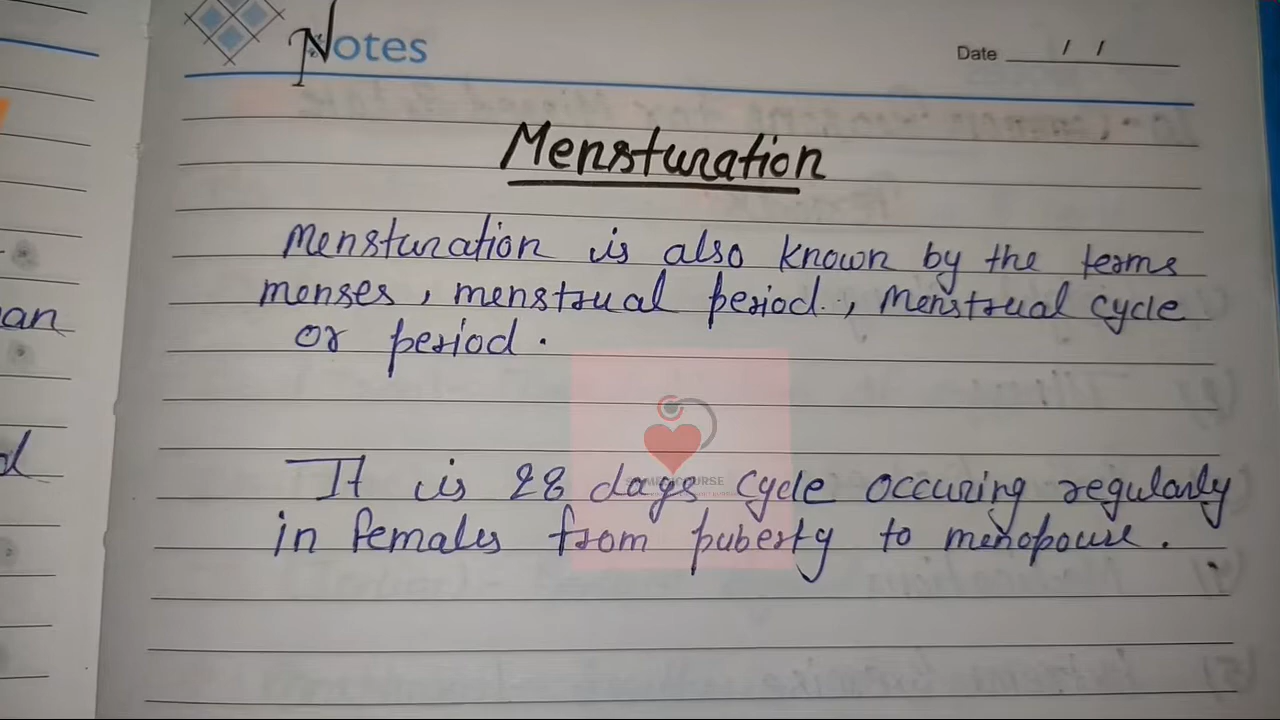 Notes
Date / /
Mensturation
Mensturation is also known by the terms
menses, menstrual period., menstrual cycle
or period.
an
d
It is 28 days cycle occuring regularly
in females from puberty to menopause.